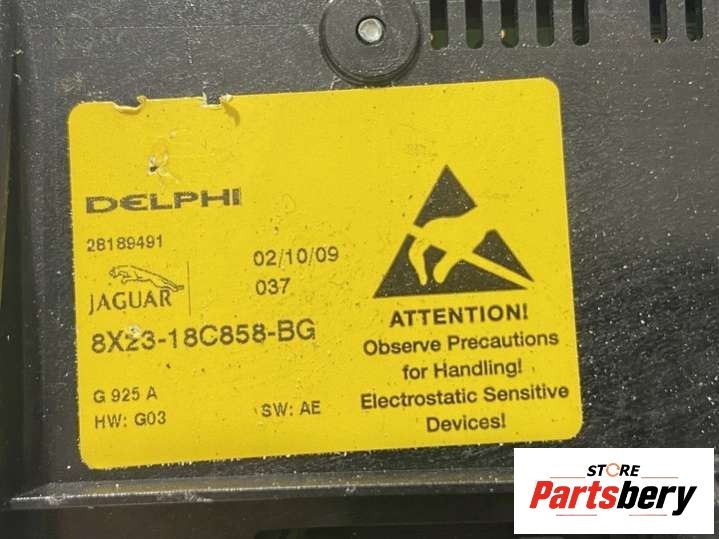 DELPHI
28189491
02/10/09
037
JAGUAR
8X23-18C858-BG
G 925 A
HW: G03
SW: AE
ATTENTION!
Observe Precautions
for Handling!
Electrostatic Sensitive
Devices!
STORE
Partsbery